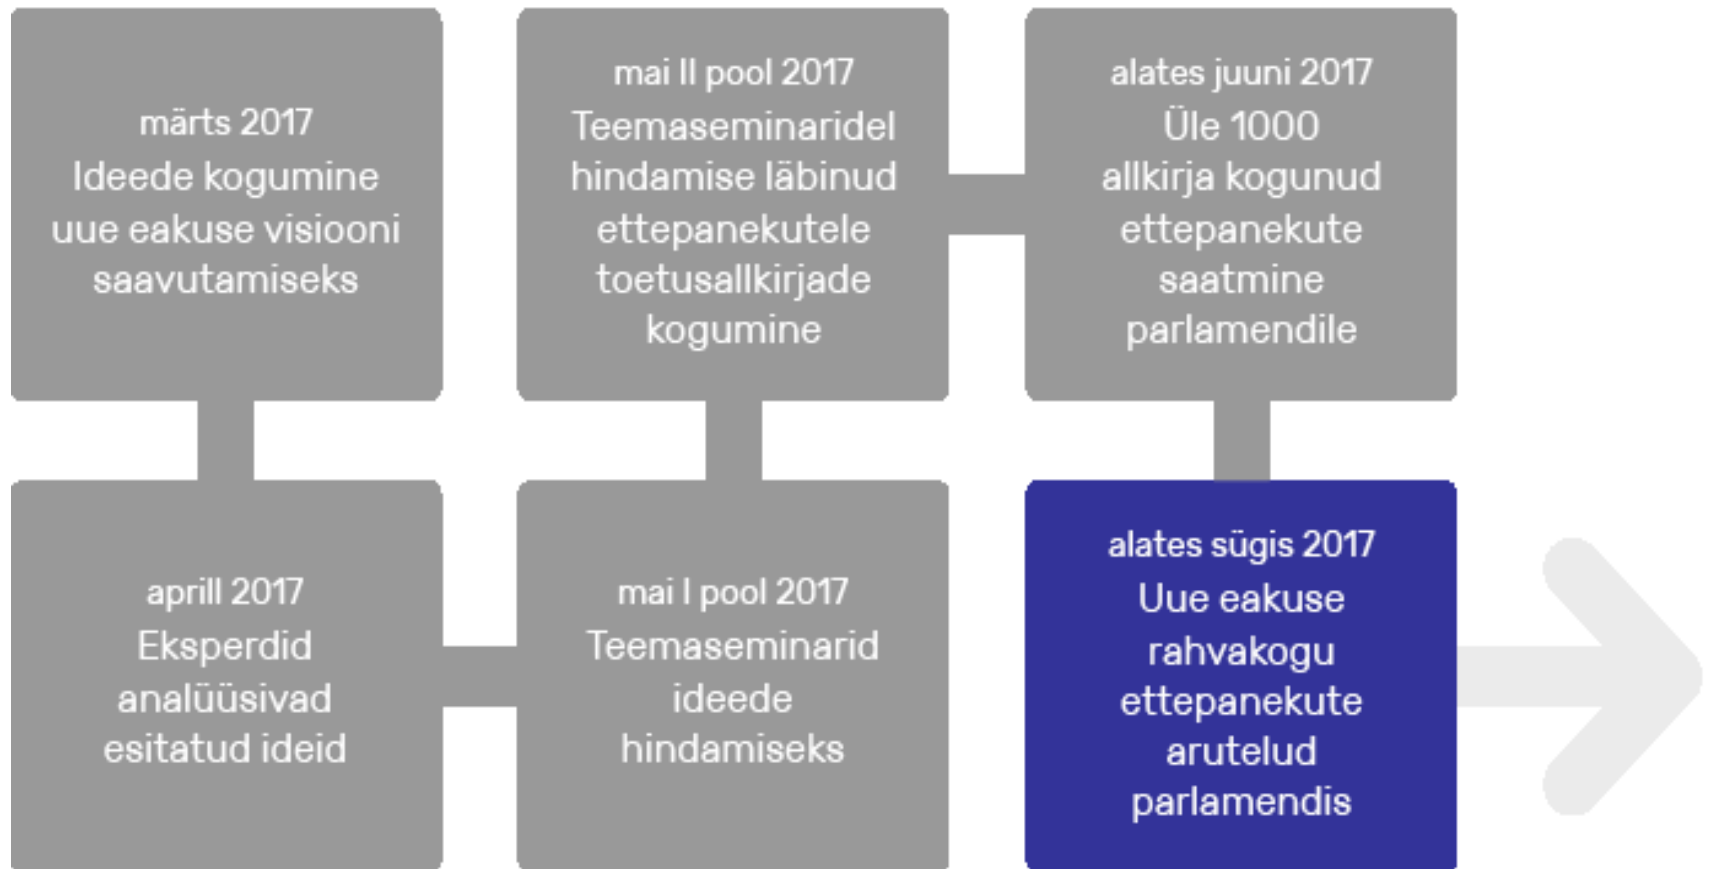 märts 2017
Ideede kogumine
uue eakuse visiooni
saavutamiseks
aprill 2017
Eksperdid
analüüsivad
esitatud ideid
mai I pool 2017
Teemaseminarid
ideede
hindamiseks
mai II pool 2017
Teemaseminaridel
hindamise läbinud
ettepanekutele
toetusallkirjade
kogumine
alates juuni 2017
Üle 1000
allkirja kogunud
ettepanekute
saatmine
parlamendile
alates sügis 2017
Uue eakuse
rahvakogu
ettepanekute
arutelud
parlamendis